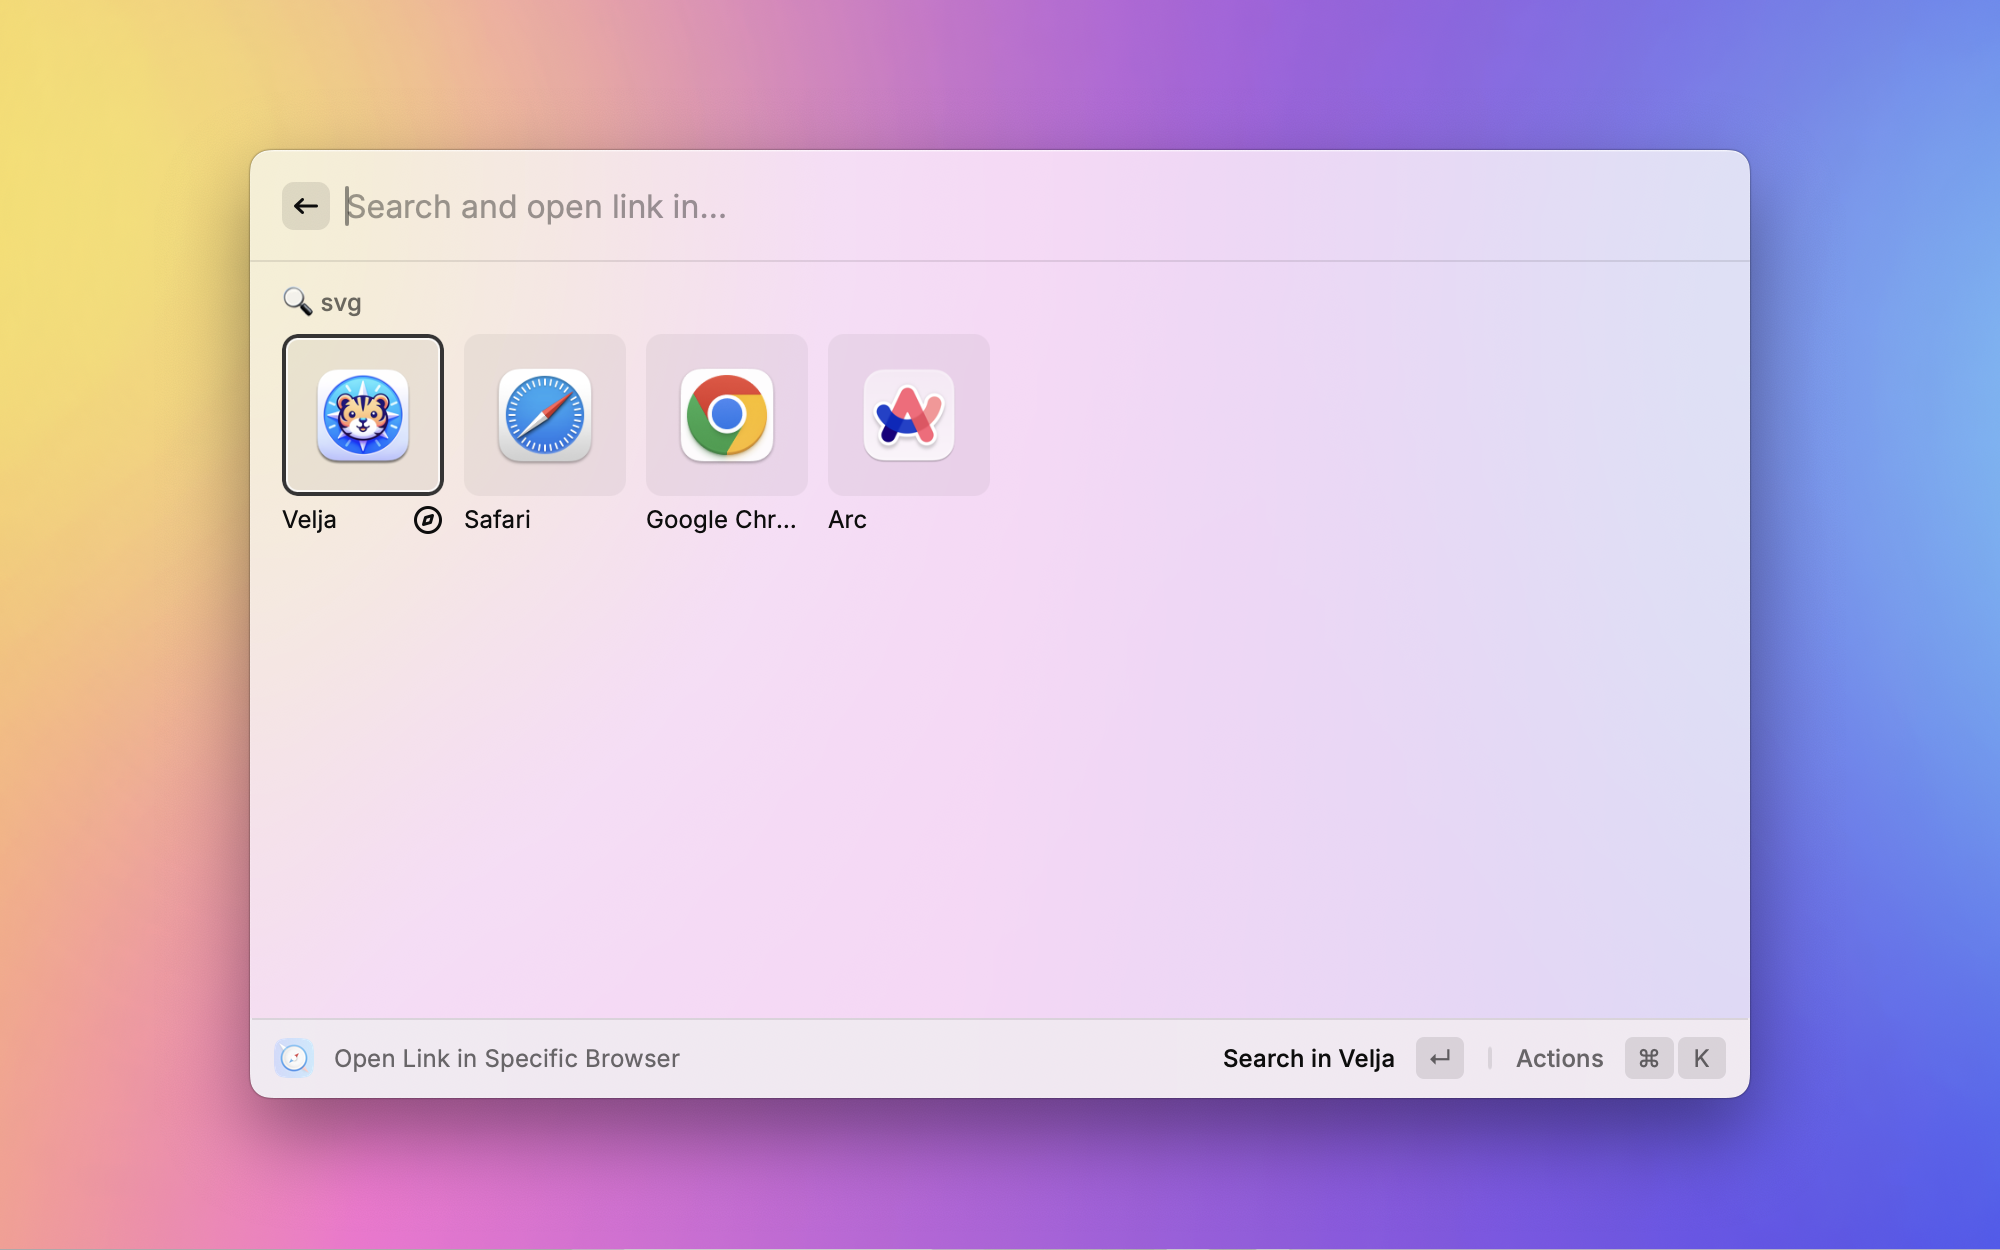 Search and open link in...
🔍 svg
Velja
Safari
Google Chr...
Arc
Open Link in Specific Browser
Search in Velja ↵
Actions ⌘ K